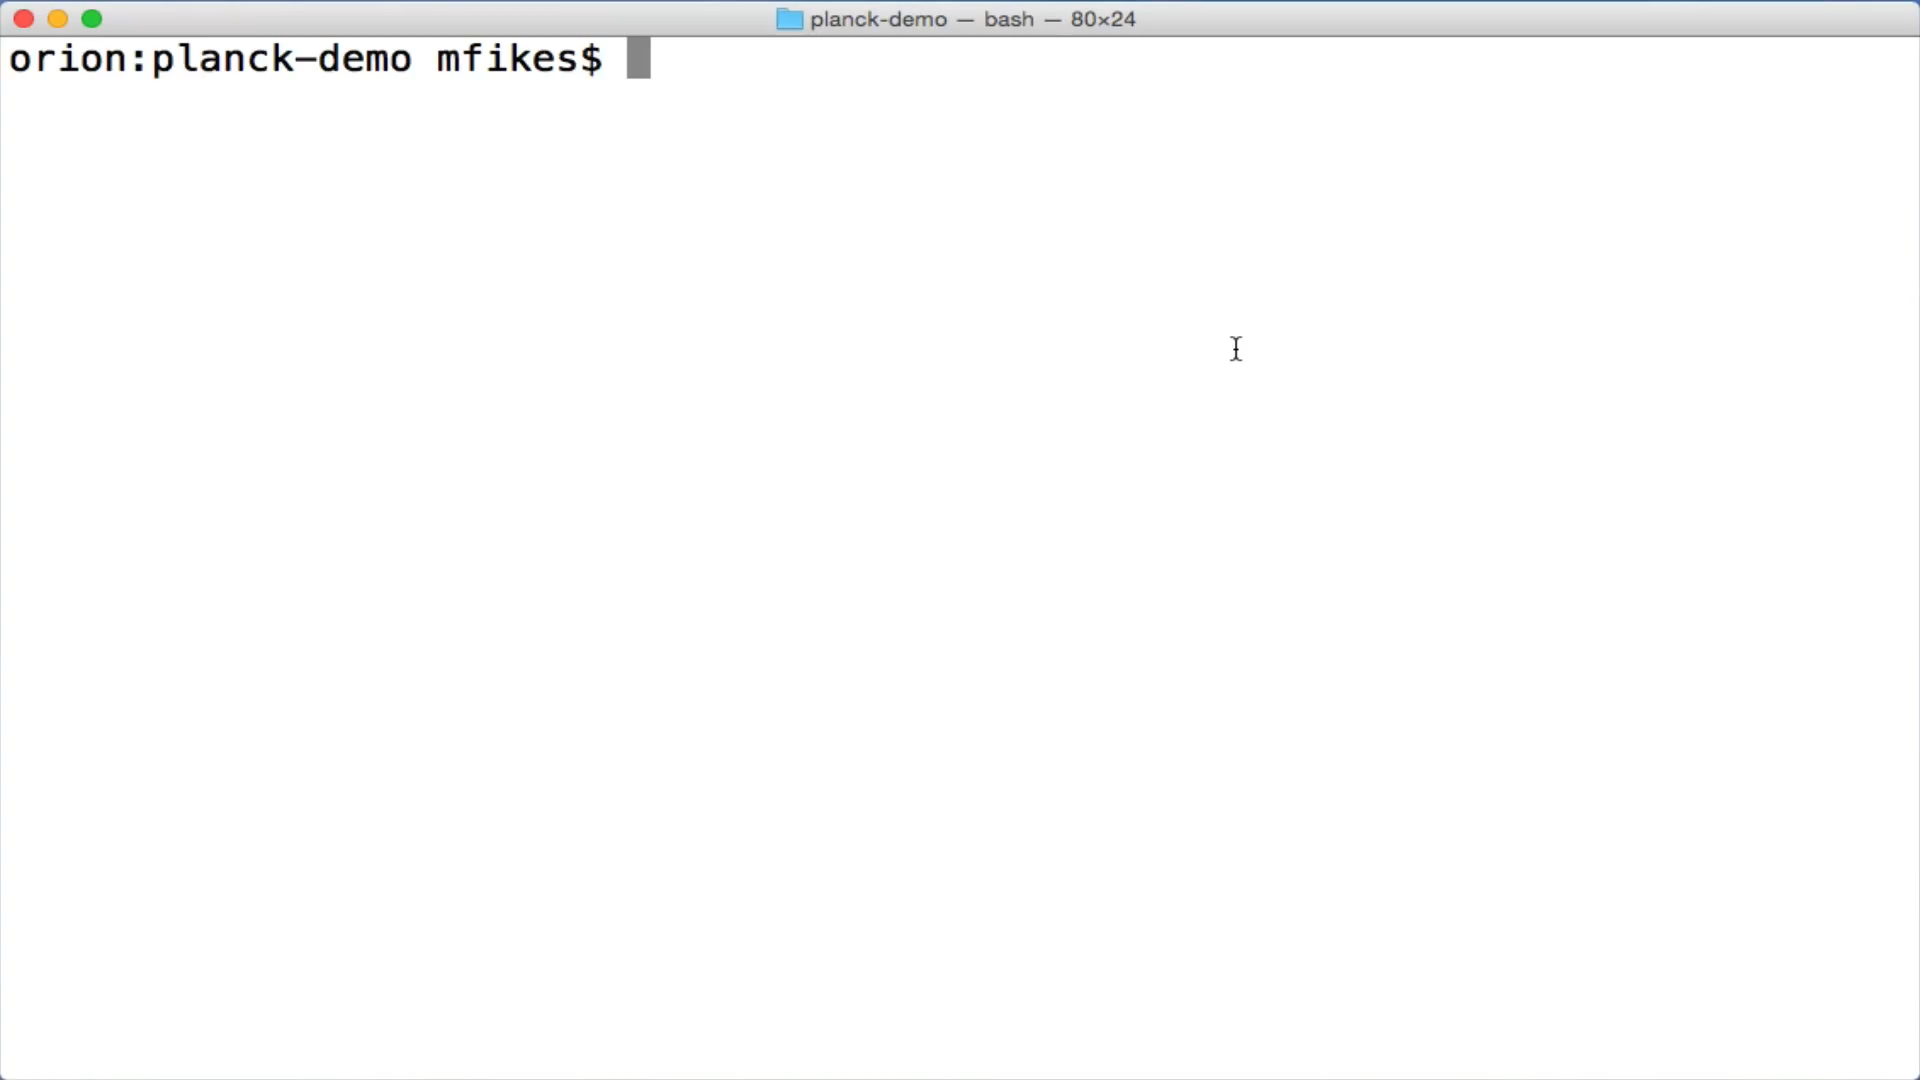 planck-demo — bash — 80×24
orion:planck-demo mfikes$